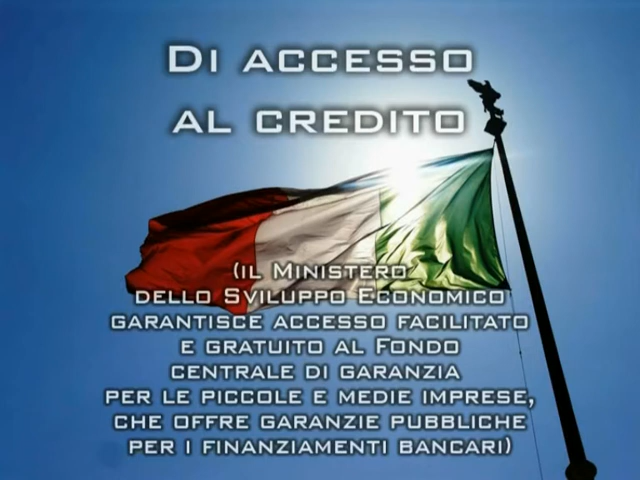 DI ACCESSO
AL CREDITO
(IL MINISTERO
DELLO SVILUPPO ECONOMICO
GARANTISCE ACCESSO FACILITATO
E GRATUITO AL FONDO
CENTRALE DI GARANZIA
PER LE PICCOLE E MEDIE IMPRESE,
CHE OFFRE GARANZIE PUBBLICHE
PER I FINANZIAMENTI BANCARI)